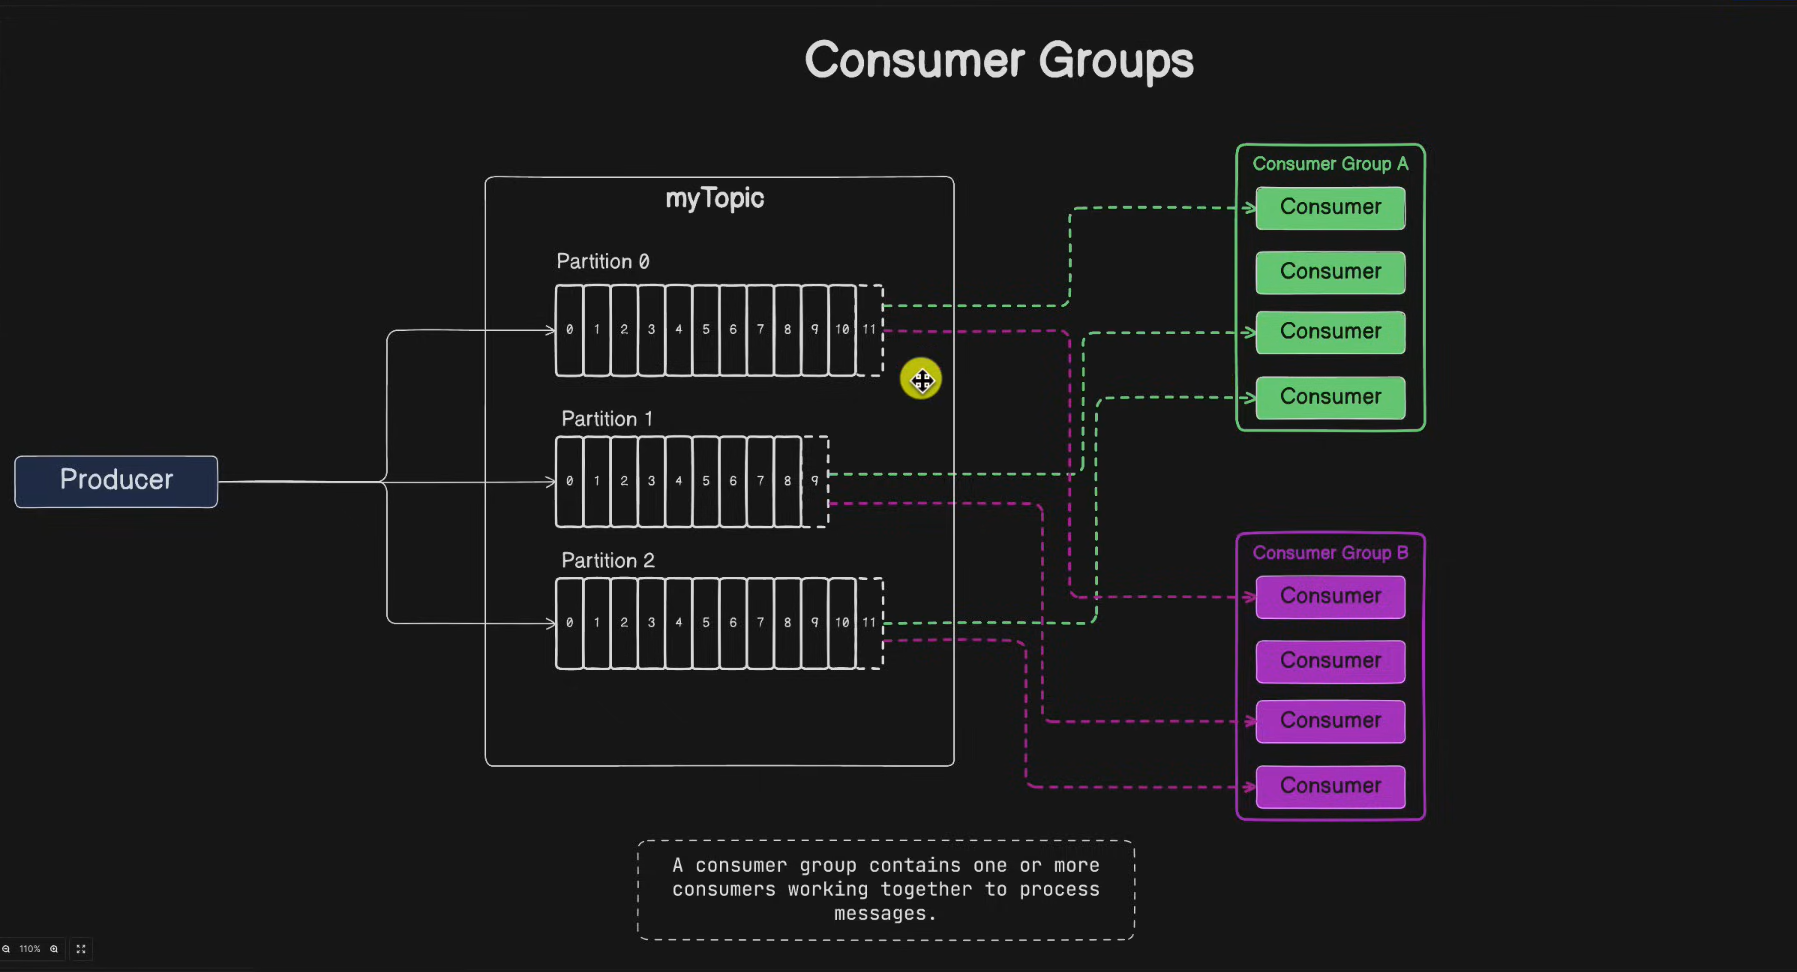 Consumer Groups
Consumer Group A
Consumer
Consumer
Consumer
Consumer
myTopic
Partition 0
0 1 2 3 4 5 6 7 8 9 10 11
Partition 1
0 1 2 3 4 5 6 7 8 9
Partition 2
0 1 2 3 4 5 6 7 8 9 10 11
Producer
Consumer Group B
Consumer
Consumer
Consumer
Consumer
A consumer group contains one or more
consumers working together to process
messages.
110%